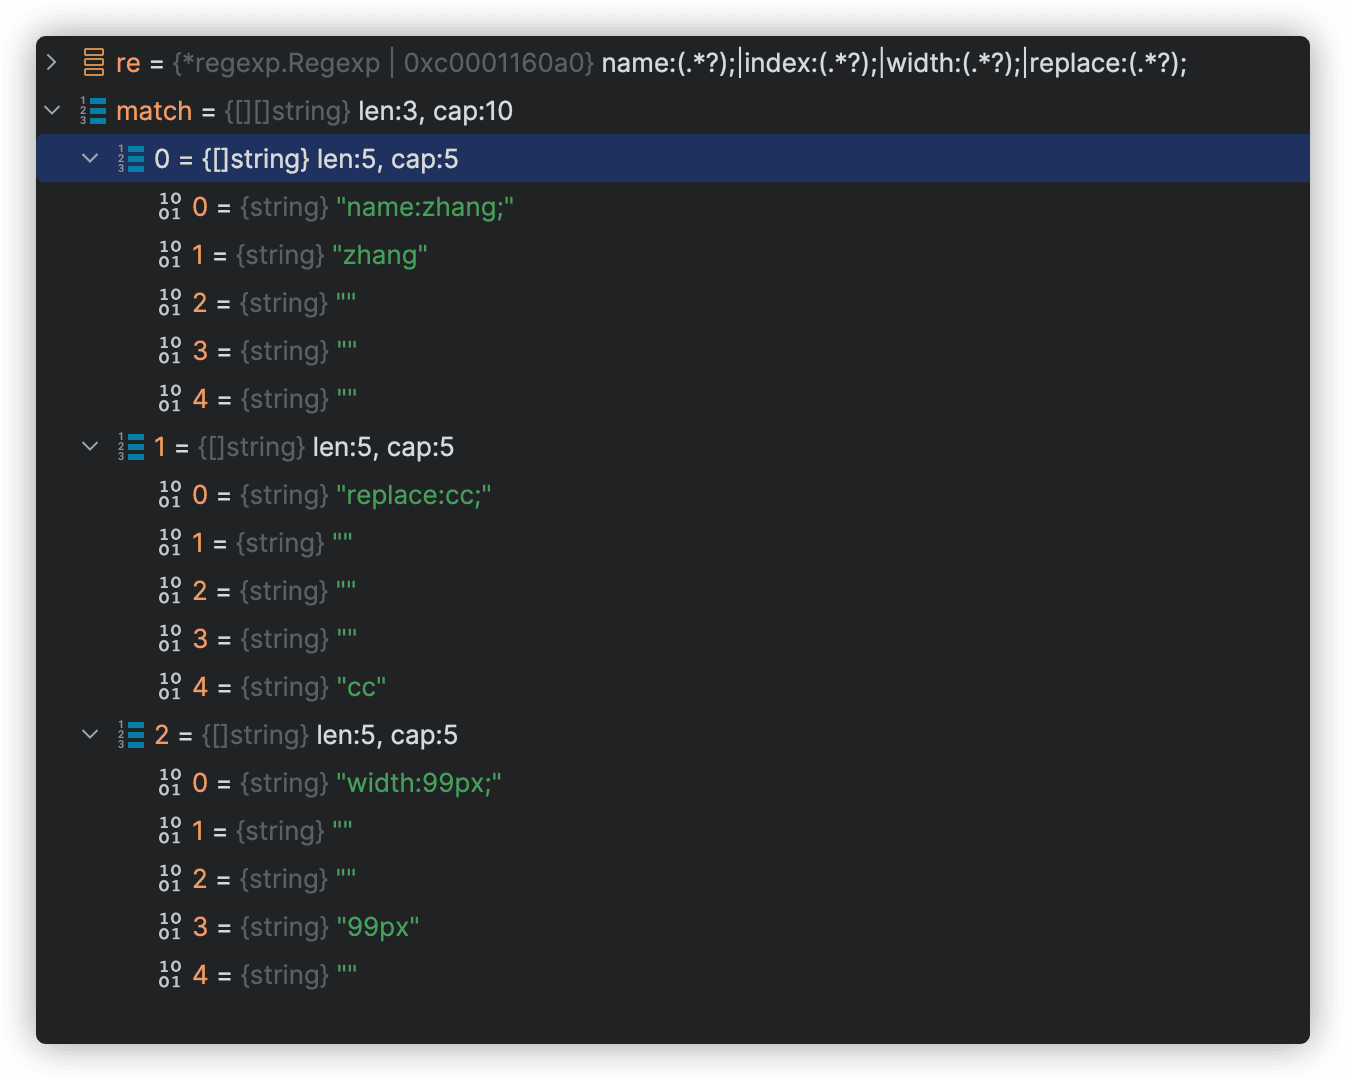 re = {*regexp.Regexp | 0xc0001160a0} name:(.*?);|index:(.*?);|width:(.*?);|replace:(.*?);
match = {[][]string} len:3, cap:10
0 = {[]string} len:5, cap:5
0 = {string} "name:zhang;"
1 = {string} "zhang"
2 = {string} ""
3 = {string} ""
4 = {string} ""
1 = {[]string} len:5, cap:5
0 = {string} "replace:cc;"
1 = {string} ""
2 = {string} ""
3 = {string} ""
4 = {string} "cc"
2 = {[]string} len:5, cap:5
0 = {string} "width:99px;"
1 = {string} ""
2 = {string} ""
3 = {string} "99px"
4 = {string} ""